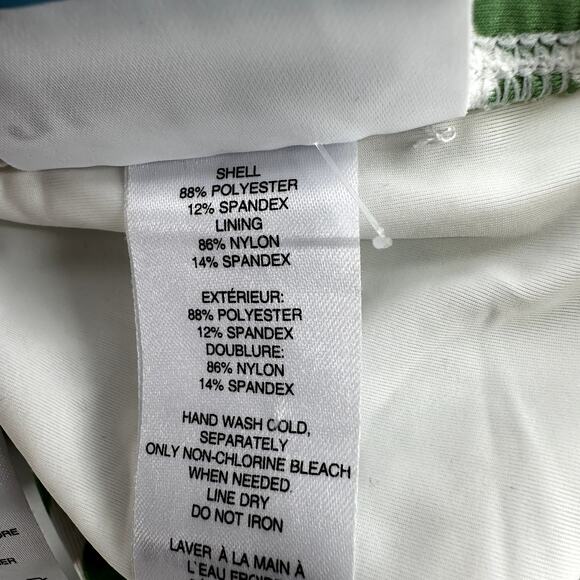 SHELL
88% POLYESTER
12% SPANDEX
LINING
86% NYLON
14% SPANDEX
EXTÉRIEUR:
88% POLYESTER
12% SPANDEX
DOUBLURE:
86% NYLON
14% SPANDEX
HAND WASH COLD,
SEPARATELY
ONLY NON-CHLORINE BLEACH
WHEN NEEDED
LINE DRY
DO NOT IRON
LAVER À LA MAIN À
L'EAU FROIDE